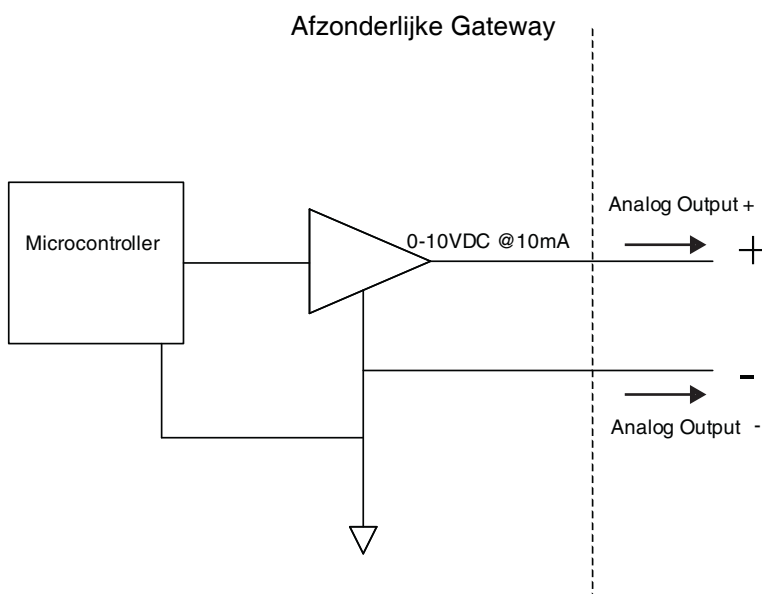 Afzonderlijke Gateway
Analog Output +
Microcontroller
0-10VDC @10mA
+
-
Analog Output -